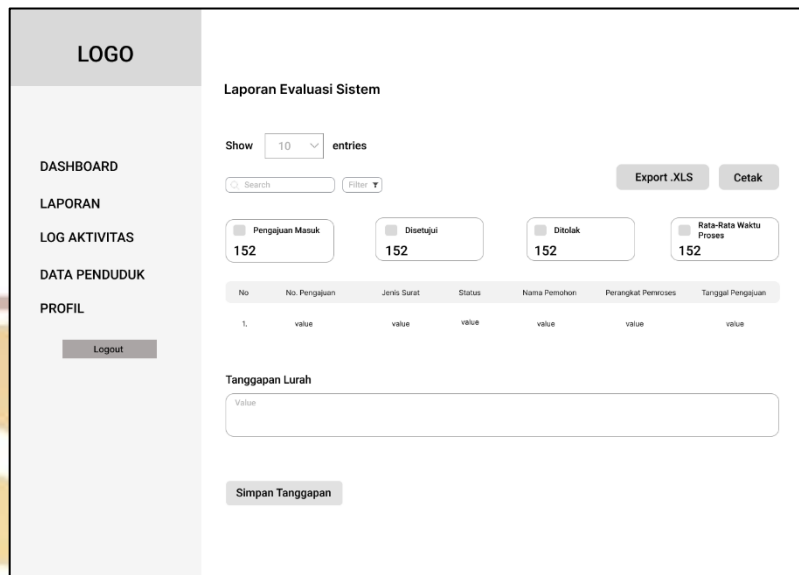 LOGO
DASHBOARD
LAPORAN
LOG AKTIVITAS
DATA PENDUDUK
PROFIL
Logout
Laporan Evaluasi Sistem
Show 10 entries
Search Filter
Export .XLS Cetak
Pengajuan Masuk
152
Disetujui
152
Ditolak
152
Rata-Rata Waktu
Proses
152
No No. Pengajuan Jenis Surat Status Nama Pemohon Perangkat Pemroses Tanggal Pengajuan
1. value value value value value value
Tanggapan Lurah
Value
Simpan Tanggapan